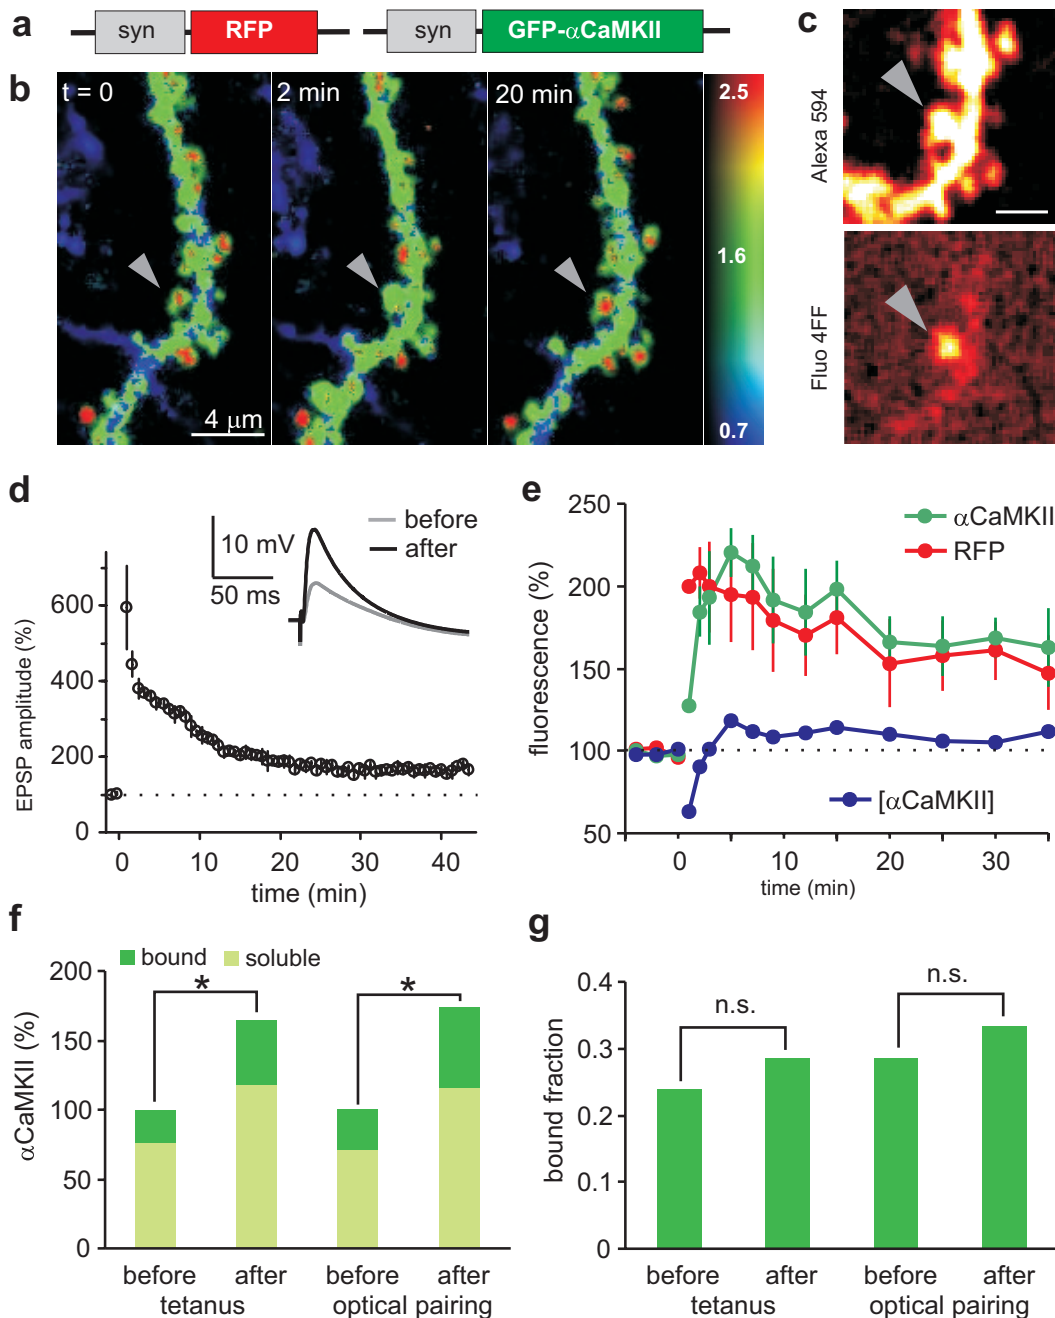 a
syn
RFP
syn
GFP-αCaMKII
c
Alexa 594
Fluo 4FF
b
t = 0
2 min
20 min
4 μm
2.5
1.6
0.7
d
before
after
10 mV
50 ms
EPSP amplitude (%)
600
400
200
0
0 10 20 30 40
time (min)
e
αCaMKII
RFP
[αCaMKII]
fluorescence (%)
250
200
150
100
50
0 10 20 30
time (min)
f
bound
soluble
αCaMKII (%)
200
150
100
50
0
*
*
before after before after
tetanus optical pairing
g
bound fraction
0.4
0.3
0.2
0.1
0
n.s.
n.s.
before after before after
tetanus optical pairing